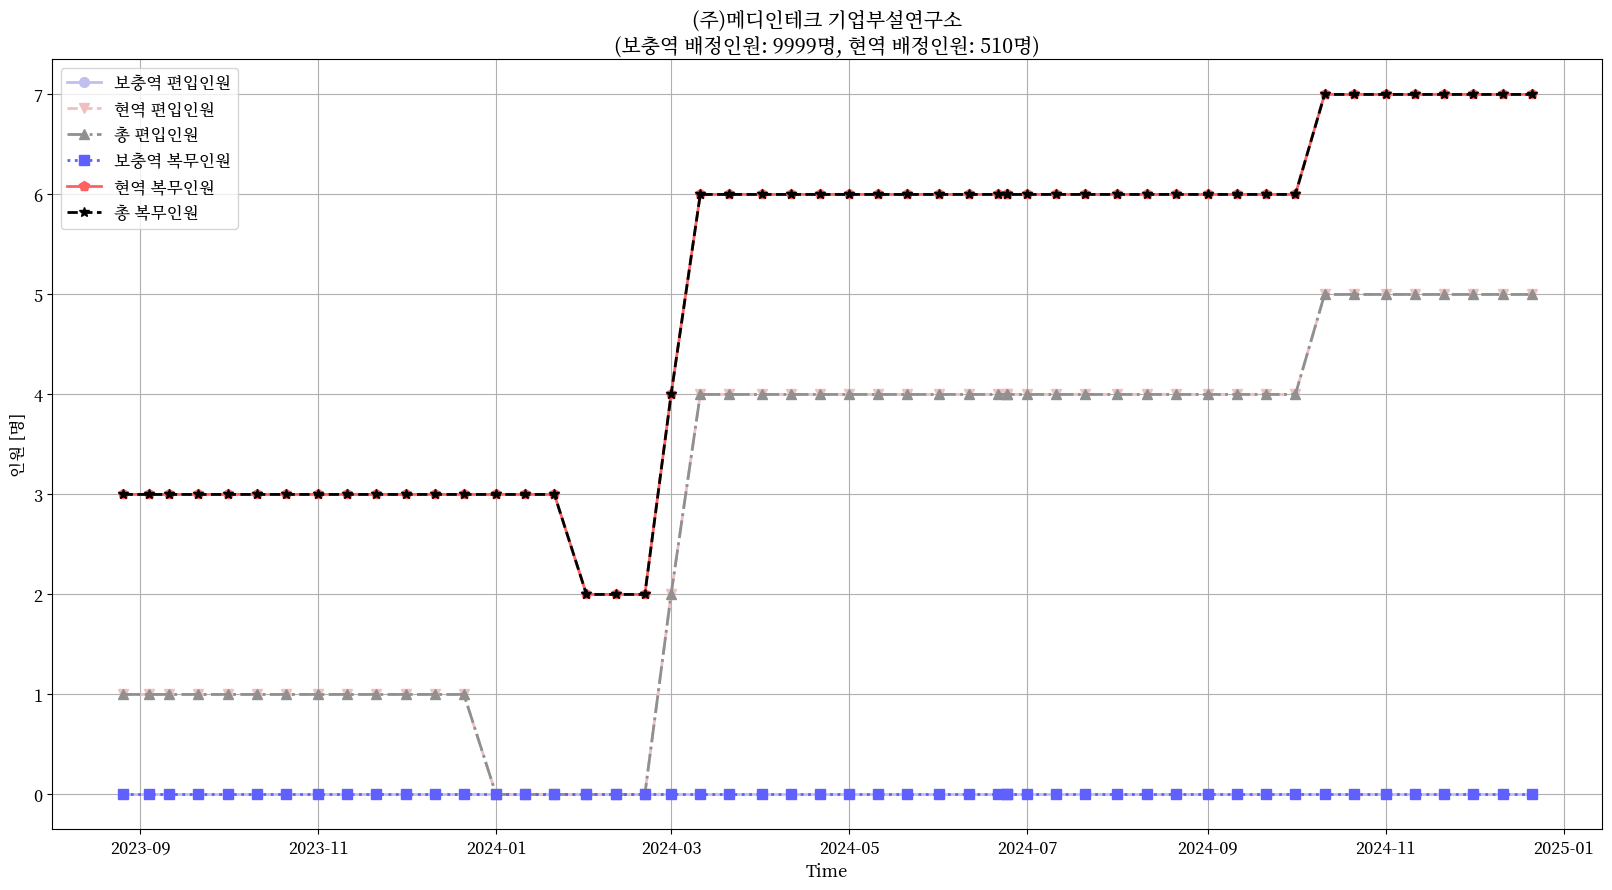 (주)메디인테크 기업부설연구소
(보충역 배정인원: 9999명, 현역 배정인원: 510명)
보충역 편입인원
현역 편입인원
총 편입인원
보충역 복무인원
현역 복무인원
총 복무인원
인원 [명]
7
6
5
4
3
2
1
0
2023-09 2023-11 2024-01 2024-03 2024-05 2024-07 2024-09 2024-11 2025-01
Time